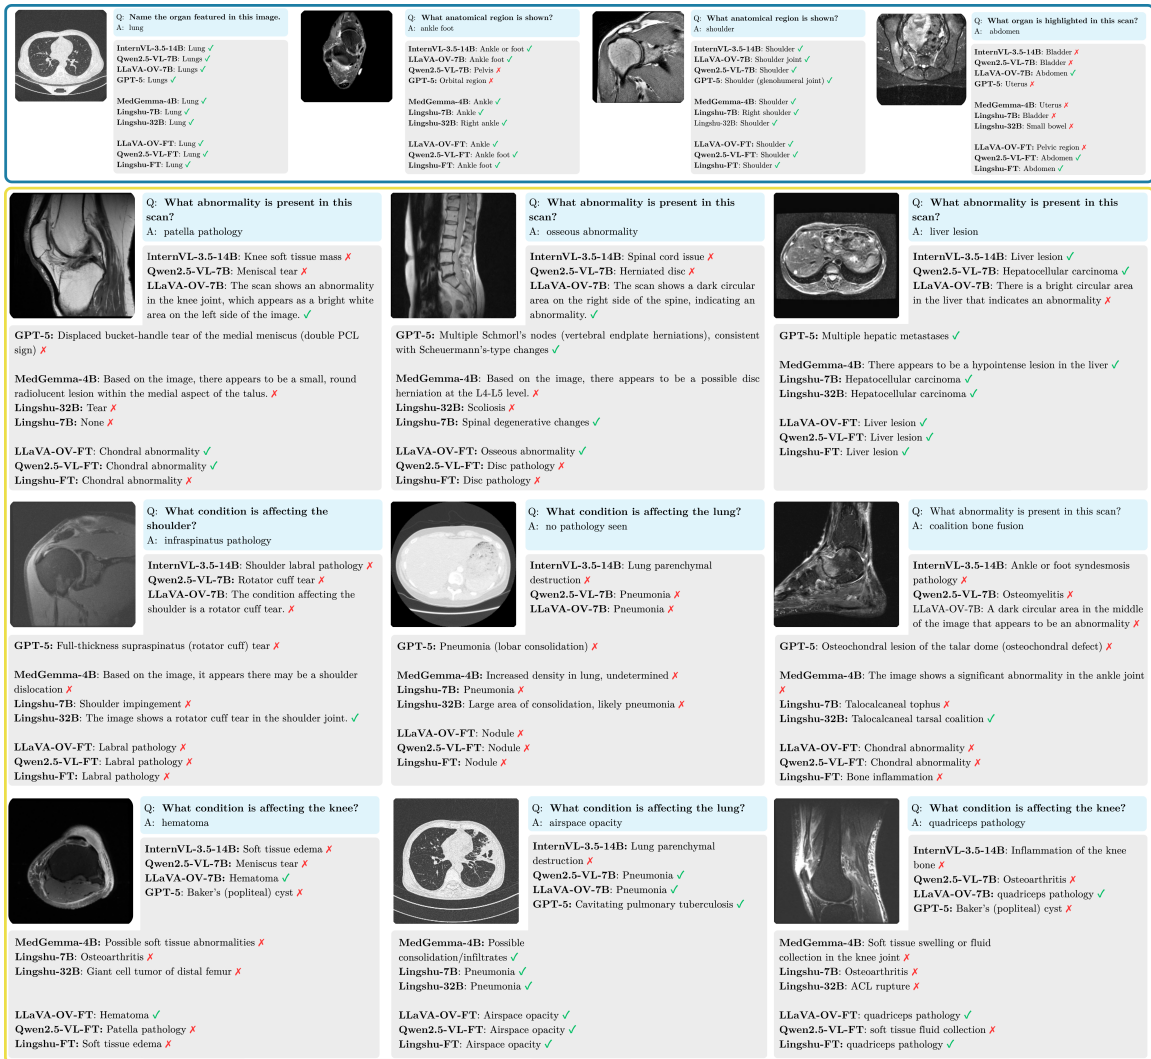 Q: Name the organ featured in this image.
A: lung
InternVL-3.5-14B: Lung ✓
Qwen2.5-VL-7B: Lungs ✓
LLaVA-OV-7B: Lungs ✓
GPT-5: Lungs ✓
MedGemma-4B: Lung ✓
Lingshu-7B: Lung ✓
Lingshu-32B: Lung ✓
LLaVA-OV-FT: Lung ✓
Qwen2.5-VL-FT: Lung ✓
Lingshu-FT: Lung ✓
Q: What anatomical region is shown?
A: ankle foot
InternVL-3.5-14B: Ankle or foot ✓
LLaVA-OV-7B: Ankle foot ✓
Qwen2.5-VL-7B: Pelvis ✗
GPT-5: Orbital region ✗
MedGemma-4B: Ankle ✓
Lingshu-7B: Ankle ✓
Lingshu-32B: Right ankle ✓
LLaVA-OV-FT: Ankle ✓
Qwen2.5-VL-FT: Ankle foot ✓
Lingshu-FT: Ankle foot ✓
Q: What anatomical region is shown?
A: shoulder
InternVL-3.5-14B: Shoulder ✓
LLaVA-OV-7B: Shoulder joint ✓
Qwen2.5-VL-7B: Shoulder ✓
GPT-5: Shoulder (glenohumeral joint) ✓
MedGemma-4B: Shoulder ✓
Lingshu-7B: Right shoulder ✓
Lingshu-32B: Shoulder ✓
LLaVA-OV-FT: Shoulder ✓
Qwen2.5-VL-FT: Shoulder ✓
Lingshu-FT: Shoulder ✓
Q: What organ is highlighted in this scan?
A: abdomen
InternVL-3.5-14B: Bladder ✗
Qwen2.5-VL-7B: Bladder ✗
LLaVA-OV-7B: Abdomen ✓
GPT-5: Uterus ✗
MedGemma-4B: Uterus ✗
Lingshu-7B: Bladder ✗
Lingshu-32B: Small bowel ✗
LLaVA-OV-FT: Pelvic region ✗
Qwen2.5-VL-FT: Abdomen ✓
Lingshu-FT: Abdomen ✓
Q: What abnormality is present in this
scan?
A: patella pathology
InternVL-3.5-14B: Knee soft tissue mass ✗
Qwen2.5-VL-7B: Meniscal tear ✗
LLaVA-OV-7B: The scan shows an abnormality
in the knee joint, which appears as a bright white
area on the left side of the image. ✓
GPT-5: Displaced bucket-handle tear of the medial meniscus (double PCL
sign) ✗
MedGemma-4B: Based on the image, there appears to be a small, round
radiolucent lesion within the medial aspect of the talus. ✗
Lingshu-32B: Tear ✗
Lingshu-7B: None ✗
LLaVA-OV-FT: Chondral abnormality ✓
Qwen2.5-VL-FT: Chondral abnormality ✓
Lingshu-FT: Chondral abnormality ✗
Q: What abnormality is present in this
scan?
A: osseous abnormality
InternVL-3.5-14B: Spinal cord issue ✗
Qwen2.5-VL-7B: Herniated disc ✗
LLaVA-OV-7B: The scan shows a dark circular
area on the right side of the spine, indicating an
abnormality. ✓
GPT-5: Multiple Schmorl's nodes (vertebral endplate herniations), consistent
with Scheuermann's-type changes ✓
MedGemma-4B: Based on the image, there appears to be a possible disc
herniation at the L4-L5 level. ✗
Lingshu-32B: Scoliosis ✗
Lingshu-7B: Spinal degenerative changes ✓
LLaVA-OV-FT: Osseous abnormality ✓
Qwen2.5-VL-FT: Disc pathology ✗
Lingshu-FT: Disc pathology ✗
Q: What abnormality is present in this
scan?
A: liver lesion
InternVL-3.5-14B: Liver lesion ✓
Qwen2.5-VL-7B: Hepatocellular carcinoma ✓
LLaVA-OV-7B: There is a bright circular area
in the liver that indicates an abnormality ✗
GPT-5: Multiple hepatic metastases ✓
MedGemma-4B: There appears to be a hypointense lesion in the liver ✓
Lingshu-7B: Hepatocellular carcinoma ✓
Lingshu-32B: Hepatocellular carcinoma ✓
LLaVA-OV-FT: Liver lesion ✓
Qwen2.5-VL-FT: Liver lesion ✓
Lingshu-FT: Liver lesion ✓
Q: What condition is affecting the
shoulder?
A: infraspinatus pathology
InternVL-3.5-14B: Shoulder labral pathology ✗
Qwen2.5-VL-7B: Rotator cuff tear ✗
LLaVA-OV-7B: The condition affecting the
shoulder is a rotator cuff tear. ✗
GPT-5: Full-thickness supraspinatus (rotator cuff) tear ✗
MedGemma-4B: Based on the image, it appears there may be a shoulder
dislocation ✗
Lingshu-7B: Shoulder impingement ✗
Lingshu-32B: The image shows a rotator cuff tear in the shoulder joint. ✓
LLaVA-OV-FT: Labral pathology ✗
Qwen2.5-VL-FT: Labral pathology ✗
Lingshu-FT: Labral pathology ✗
Q: What condition is affecting the lung?
A: no pathology seen
InternVL-3.5-14B: Lung parenchymal
destruction ✗
Qwen2.5-VL-7B: Pneumonia ✗
LLaVA-OV-7B: Pneumonia ✗
GPT-5: Pneumonia (lobar consolidation) ✗
MedGemma-4B: Increased density in lung, undetermined ✗
Lingshu-7B: Pneumonia ✗
Lingshu-32B: Large area of consolidation, likely pneumonia ✗
LLaVA-OV-FT: Nodule ✗
Qwen2.5-VL-FT: Nodule ✗
Lingshu-FT: Nodule ✗
Q: What abnormality is present in this scan?
A: coalition bone fusion
InternVL-3.5-14B: Ankle or foot syndesmosis
pathology ✗
Qwen2.5-VL-7B: Osteomyelitis ✗
LLaVA-OV-7B: A dark circular area in the middle
of the image that appears to be an abnormality ✗
GPT-5: Osteochondral lesion of the talar dome (osteochondral defect) ✗
MedGemma-4B: The image shows a significant abnormality in the ankle joint
✗
Lingshu-7B: Talocalcaneal tophus ✗
Lingshu-32B: Talocalcaneal tarsal coalition ✓
LLaVA-OV-FT: Chondral abnormality ✗
Qwen2.5-VL-FT: Chondral abnormality ✗
Lingshu-FT: Bone inflammation ✗
Q: What condition is affecting the knee?
A: hematoma
InternVL-3.5-14B: Soft tissue edema ✗
Qwen2.5-VL-7B: Meniscus tear ✗
LLaVA-OV-7B: Hematoma ✓
GPT-5: Baker's (popliteal) cyst ✗
MedGemma-4B: Possible soft tissue abnormalities ✗
Lingshu-7B: Osteoarthritis ✗
Lingshu-32B: Giant cell tumor of distal femur ✗
LLaVA-OV-FT: Hematoma ✓
Qwen2.5-VL-FT: Patella pathology ✗
Lingshu-FT: Soft tissue edema ✗
Q: What condition is affecting the lung?
A: airspace opacity
InternVL-3.5-14B: Lung parenchymal
destruction ✗
Qwen2.5-VL-7B: Pneumonia ✓
LLaVA-OV-7B: Pneumonia ✓
GPT-5: Cavitating pulmonary tuberculosis ✓
MedGemma-4B: Possible
consolidation/infiltrates ✓
Lingshu-7B: Pneumonia ✓
Lingshu-32B: Pneumonia ✓
LLaVA-OV-FT: Airspace opacity ✓
Qwen2.5-VL-FT: Airspace opacity ✓
Lingshu-FT: Airspace opacity ✓
Q: What condition is affecting the knee?
A: quadriceps pathology
InternVL-3.5-14B: Inflammation of the knee
bone ✗
Qwen2.5-VL-7B: Osteoarthritis ✗
LLaVA-OV-7B: quadriceps pathology ✓
GPT-5: Baker's (popliteal) cyst ✗
MedGemma-4B: Soft tissue swelling or fluid
collection in the knee joint ✗
Lingshu-7B: Osteoarthritis ✗
Lingshu-32B: ACL rupture ✗
LLaVA-OV-FT: quadriceps pathology ✓
Qwen2.5-VL-FT: soft tissue fluid collection ✗
Lingshu-FT: quadriceps pathology ✓